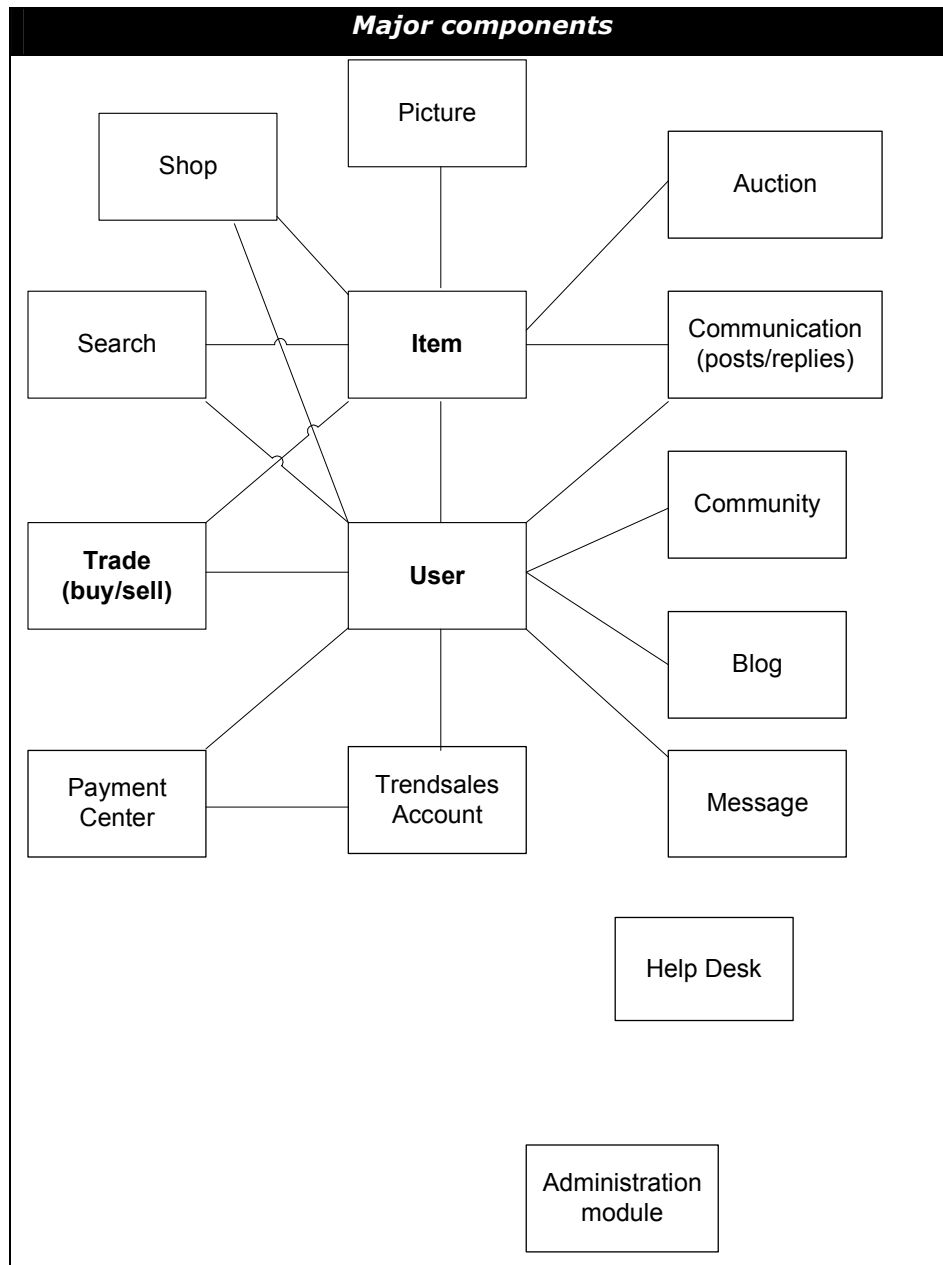 Major components
Picture
Shop
Auction
Search
Item
Communication
(posts/replies)
Community
Trade
(buy/sell)
User
Blog
Payment
Center
Trendsales
Account
Message
Help Desk
Administration
module